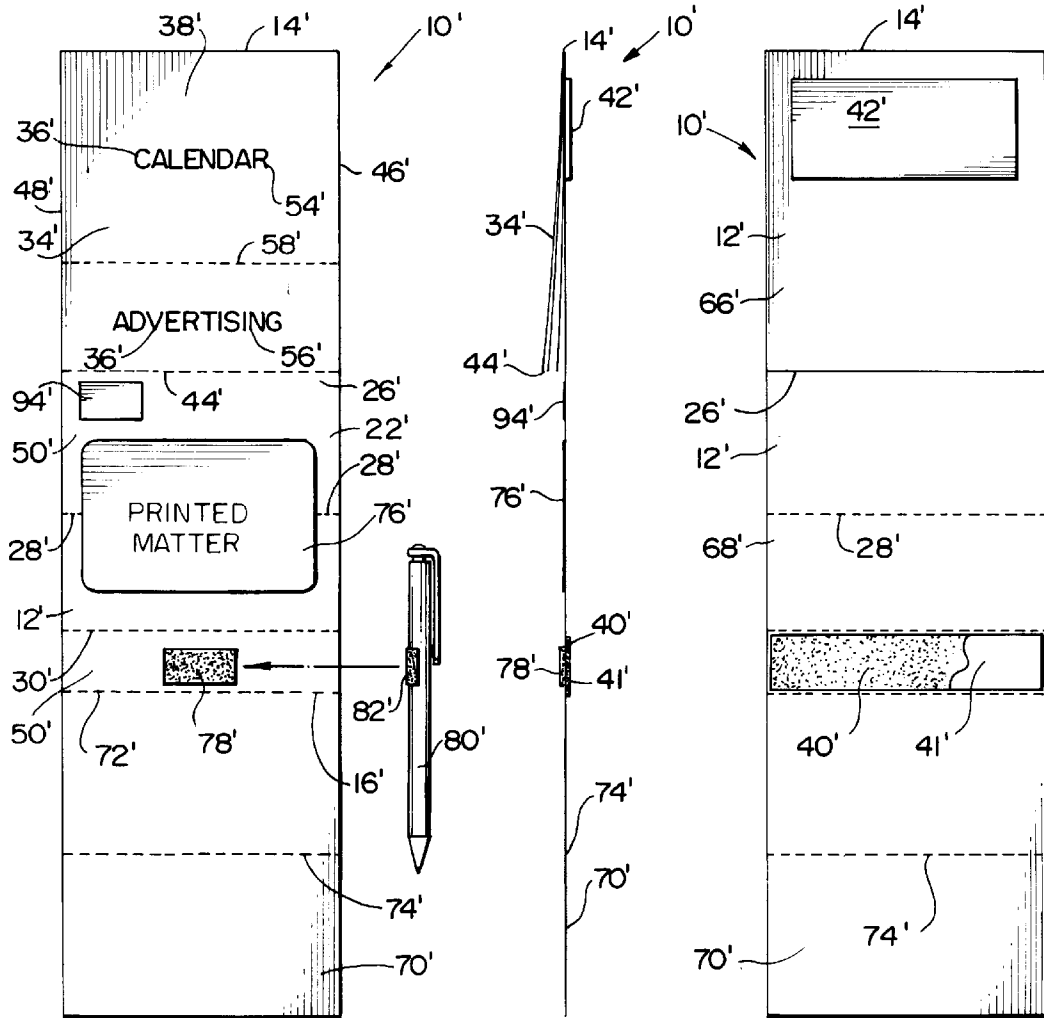 38' 14' 10' 14' 10' 14'
42'
42'
36' CALENDAR 46' 10'
54'
48'
34' 34' 12'
58'
66'
ADVERTISING
36' 56' 44'
94' 44' 26' 94' 26'
50' 22' 12'
28'
76'
PRINTED
MATTER
28' 76' 68' 28'
12' 40'
30' 78'
41'
82'
50' 72' 78' 16' 80' 40' 41'
74'
74' 70' 74'
70' 70'